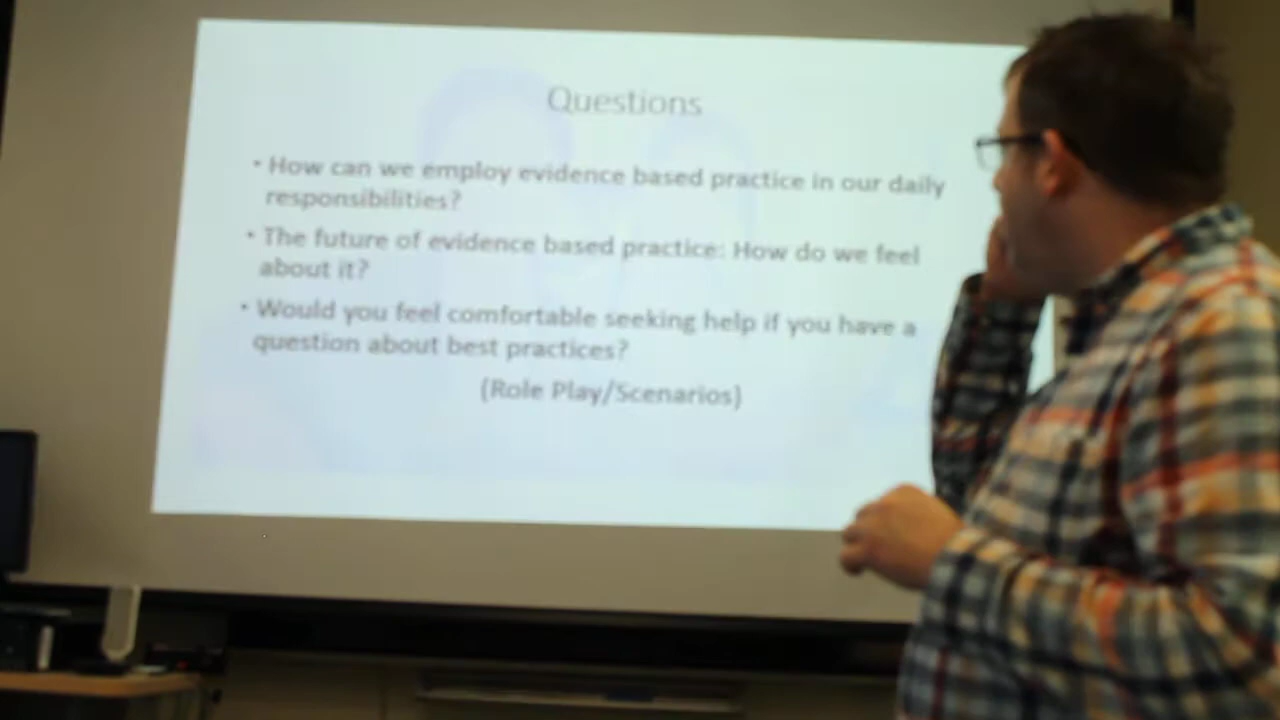 Questions
• How can we employ evidence based practice in our daily
responsibilities?
• The future of evidence based practice: How do we feel
about it?
• Would you feel comfortable seeking help if you have a
question about best practices?
(Role Play/Scenarios)